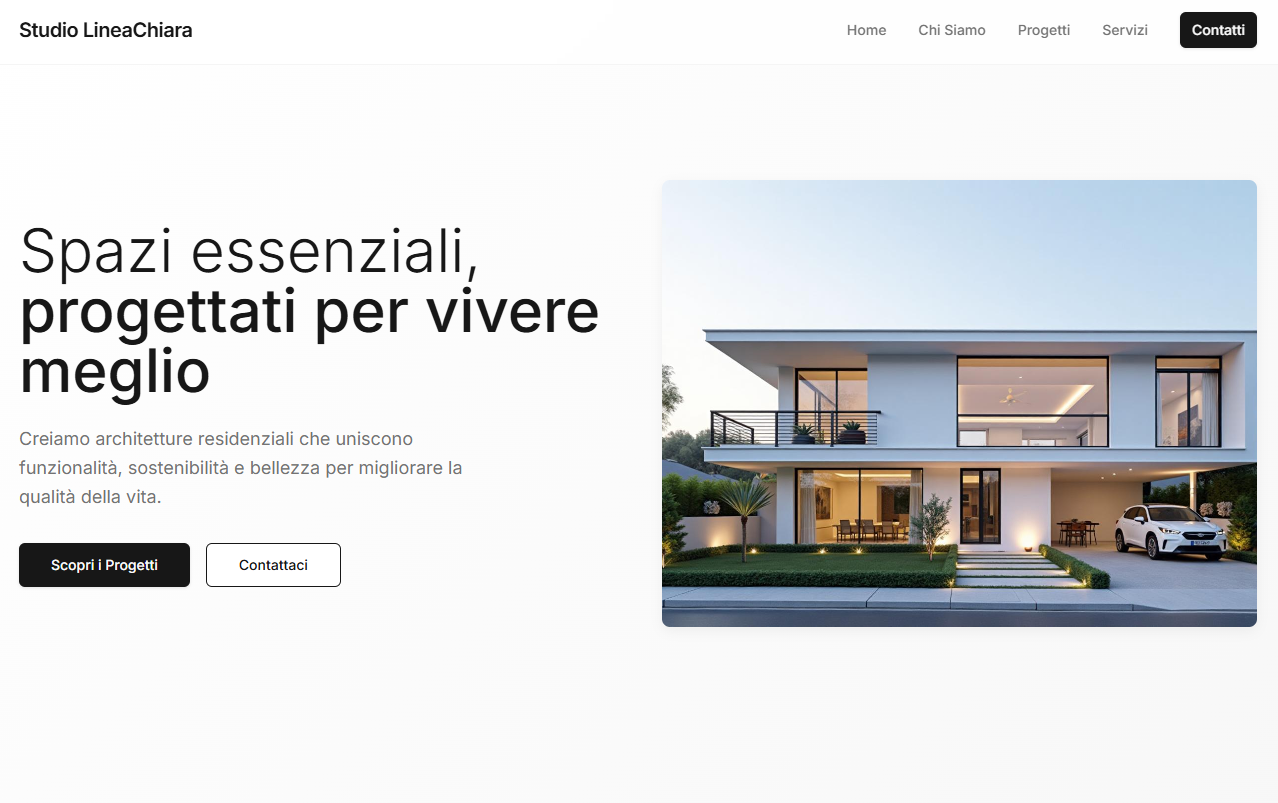 Studio LineaChiara
Home
Chi Siamo
Progetti
Servizi
Contatti
Spazi essenziali,
progettati per vivere
meglio
Creiamo architetture residenziali che uniscono
funzionalità, sostenibilità e bellezza per migliorare la
qualità della vita.
Scopri i Progetti
Contattaci